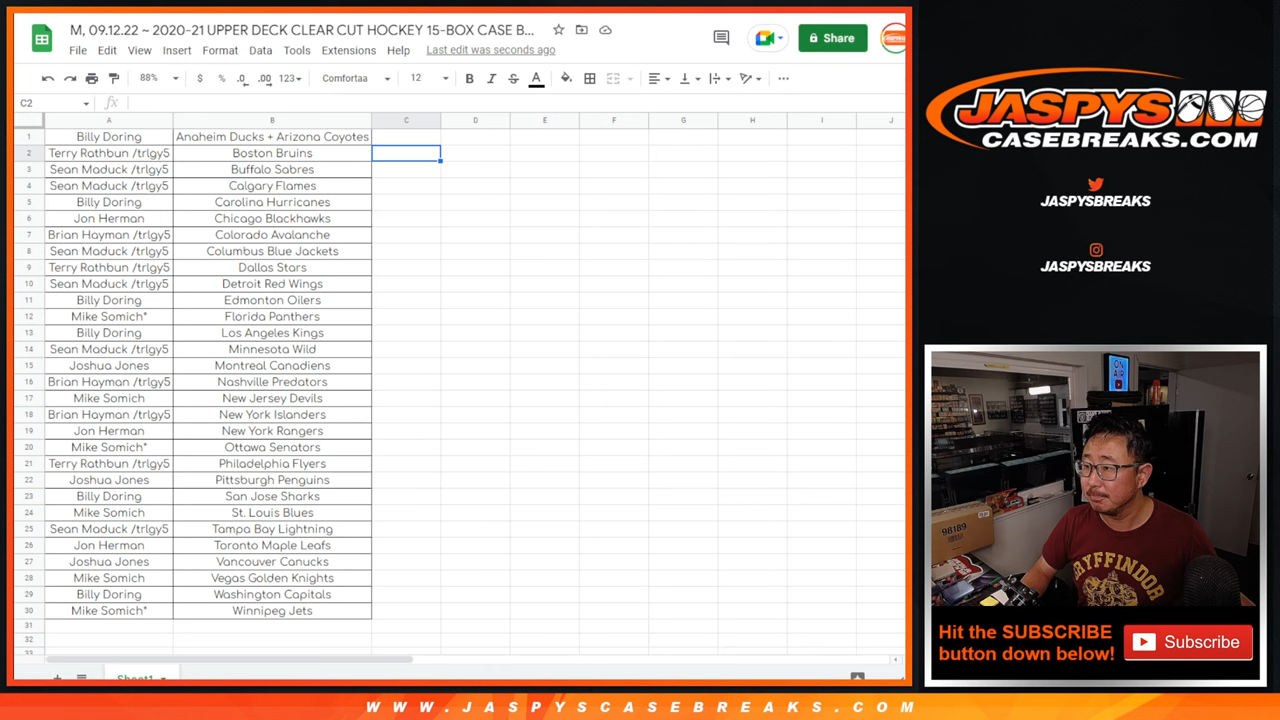 M, 09.12.22 ~ 2020-21 UPPER DECK CLEAR CUT HOCKEY 15-BOX CASE B...
File Edit View Insert Format Data Tools Extensions Help Last edit was seconds ago
Share
88% $ % .0 .00 123 Comfortaa 12 B I S A
C2 fx
A B C D E F G H I J
1 Billy Doring Anaheim Ducks + Arizona Coyotes
2 Terry Rathbun /trlgy5 Boston Bruins
3 Sean Maduck /trlgy5 Buffalo Sabres
4 Sean Maduck /trlgy5 Calgary Flames
5 Billy Doring Carolina Hurricanes
6 Jon Herman Chicago Blackhawks
7 Brian Hayman /trlgy5 Colorado Avalanche
8 Sean Maduck /trlgy5 Columbus Blue Jackets
9 Terry Rathbun /trlgy5 Dallas Stars
10 Sean Maduck /trlgy5 Detroit Red Wings
11 Billy Doring Edmonton Oilers
12 Mike Somich* Florida Panthers
13 Billy Doring Los Angeles Kings
14 Sean Maduck /trlgy5 Minnesota Wild
15 Joshua Jones Montreal Canadiens
16 Brian Hayman /trlgy5 Nashville Predators
17 Mike Somich New Jersey Devils
18 Brian Hayman /trlgy5 New York Islanders
19 Jon Herman New York Rangers
20 Mike Somich* Ottawa Senators
21 Terry Rathbun /trlgy5 Philadelphia Flyers
22 Joshua Jones Pittsburgh Penguins
23 Billy Doring San Jose Sharks
24 Mike Somich St. Louis Blues
25 Sean Maduck /trlgy5 Tampa Bay Lightning
26 Jon Herman Toronto Maple Leafs
27 Joshua Jones Vancouver Canucks
28 Mike Somich Vegas Golden Knights
29 Billy Doring Washington Capitals
30 Mike Somich* Winnipeg Jets
31
32
33
Sheet1
JASPYS
CASEBREAKS.COM
JASPYSBREAKS
JASPYSBREAKS
ON AIR
98189
GRYFFINDOR
Hit the SUBSCRIBE
button down below!
Subscribe
WWW.JASPYSCASEBREAKS.COM